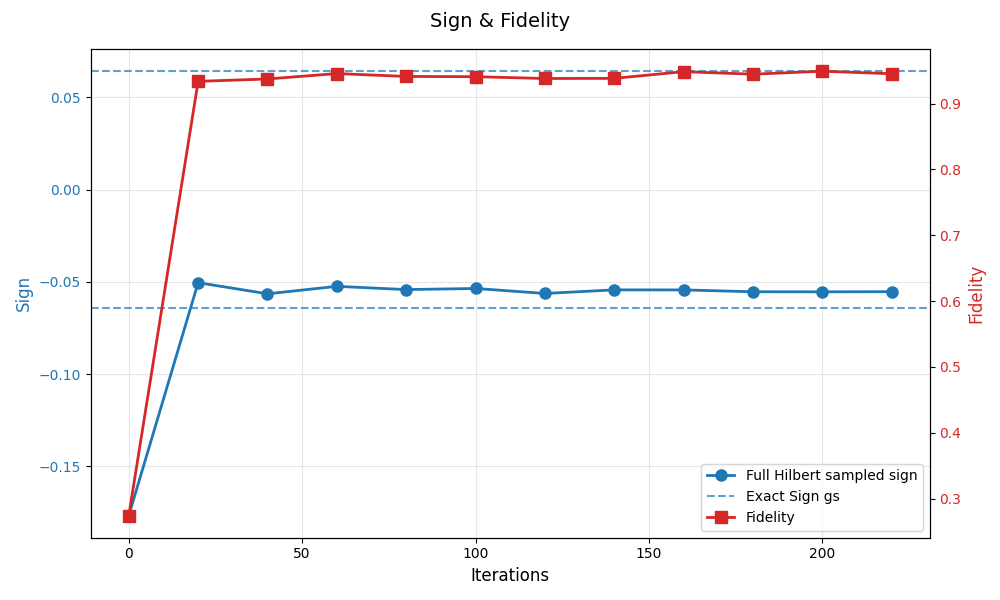 Sign & Fidelity
0.05
0.00
−0.05
−0.10
−0.15
Sign
0.9
0.8
0.7
0.6
0.5
0.4
0.3
Fidelity
Full Hilbert sampled sign
Exact Sign gs
Fidelity
0 50 100 150 200
Iterations